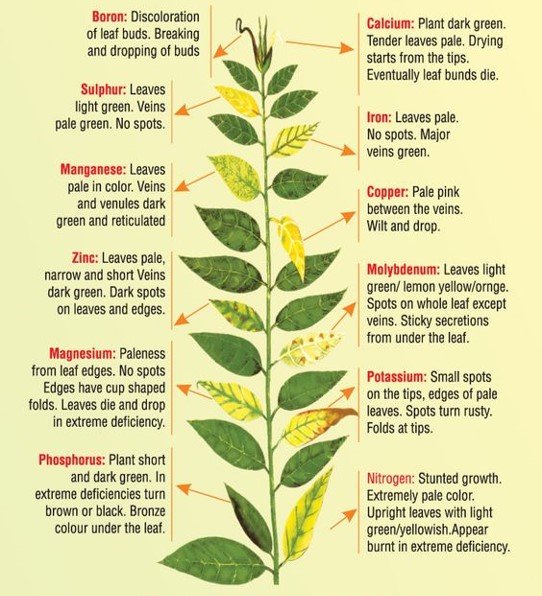 Boron: Discoloration
of leaf buds. Breaking
and dropping of buds
Sulphur: Leaves
light green. Veins
pale green. No spots.
Manganese: Leaves
pale in color. Veins
and venules dark
green and reticulated
Zinc: Leaves pale,
narrow and short Veins
dark green. Dark spots
on leaves and edges.
Magnesium: Paleness
from leaf edges. No spots
Edges have cup shaped
folds. Leaves die and drop
in extreme deficiency.
Phosphorus: Plant short
and dark green. In
extreme deficiencies turn
brown or black. Bronze
colour under the leaf.
Calcium: Plant dark green.
Tender leaves pale. Drying
starts from the tips.
Eventually leaf bunds die.
Iron: Leaves pale.
No spots. Major
veins green.
Copper: Pale pink
between the veins.
Wilt and drop.
Molybdenum: Leaves light
green/ lemon yellow/ornge.
Spots on whole leaf except
veins. Sticky secretions
from under the leaf.
Potassium: Small spots
on the tips, edges of pale
leaves. Spots turn rusty.
Folds at tips.
Nitrogen: Stunted growth.
Extremely pale color.
Upright leaves with light
green/yellowish.Appear
burnt in extreme deficiency.